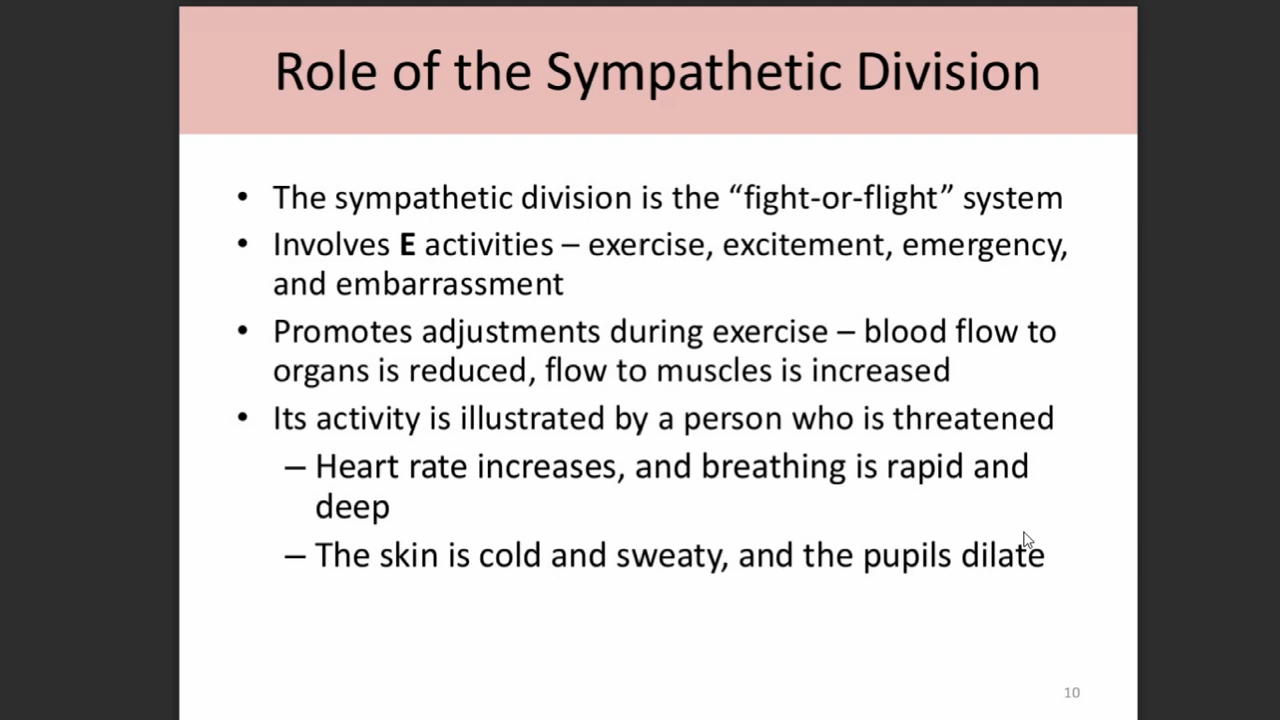 Role of the Sympathetic Division
• The sympathetic division is the “fight-or-flight” system
• Involves E activities – exercise, excitement, emergency,
and embarrassment
• Promotes adjustments during exercise – blood flow to
organs is reduced, flow to muscles is increased
• Its activity is illustrated by a person who is threatened
– Heart rate increases, and breathing is rapid and
deep
– The skin is cold and sweaty, and the pupils dilate
10